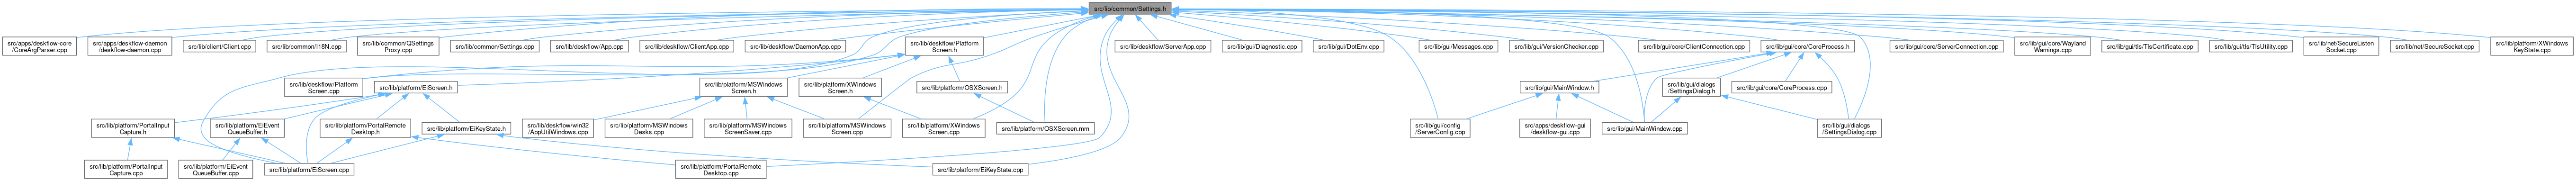 src/lib/common/Settings.h
src/apps/deskflow-core
/CoreArgParser.cpp
src/apps/deskflow-daemon
/deskflow-daemon.cpp
src/lib/client/Client.cpp
src/lib/common/I18N.cpp
src/lib/common/QSettings
Proxy.cpp
src/lib/common/Settings.cpp
src/lib/deskflow/App.cpp
src/lib/deskflow/ClientApp.cpp
src/lib/deskflow/DaemonApp.cpp
src/lib/deskflow/Platform
Screen.h
src/lib/deskflow/ServerApp.cpp
src/lib/gui/Diagnostic.cpp
src/lib/gui/DotEnv.cpp
src/lib/gui/Messages.cpp
src/lib/gui/VersionChecker.cpp
src/lib/gui/core/ClientConnection.cpp
src/lib/gui/core/CoreProcess.h
src/lib/gui/core/ServerConnection.cpp
src/lib/gui/core/Wayland
Warnings.cpp
src/lib/gui/tls/TlsCertificate.cpp
src/lib/gui/tls/TlsUtility.cpp
src/lib/net/SecureListen
Socket.cpp
src/lib/net/SecureSocket.cpp
src/lib/platform/XWindows
KeyState.cpp
src/lib/deskflow/Platform
Screen.cpp
src/lib/platform/EiScreen.h
src/lib/platform/MSWindows
Screen.h
src/lib/platform/XWindows
Screen.h
src/lib/platform/OSXScreen.h
src/lib/gui/MainWindow.h
src/lib/gui/dialogs
/SettingsDialog.h
src/lib/gui/core/CoreProcess.cpp
src/lib/platform/PortalInput
Capture.h
src/lib/platform/EiEvent
QueueBuffer.h
src/lib/platform/PortalRemote
Desktop.h
src/lib/platform/EiKeyState.h
src/lib/deskflow/win32
/AppUtilWindows.cpp
src/lib/platform/MSWindows
Desks.cpp
src/lib/platform/MSWindows
ScreenSaver.cpp
src/lib/platform/MSWindows
Screen.cpp
src/lib/platform/XWindows
Screen.cpp
src/lib/platform/OSXScreen.mm
src/lib/gui/config
/ServerConfig.cpp
src/apps/deskflow-gui
/deskflow-gui.cpp
src/lib/gui/MainWindow.cpp
src/lib/gui/dialogs
/SettingsDialog.cpp
src/lib/platform/PortalInput
Capture.cpp
src/lib/platform/EiEvent
QueueBuffer.cpp
src/lib/platform/EiScreen.cpp
src/lib/platform/PortalRemote
Desktop.cpp
src/lib/platform/EiKeyState.cpp